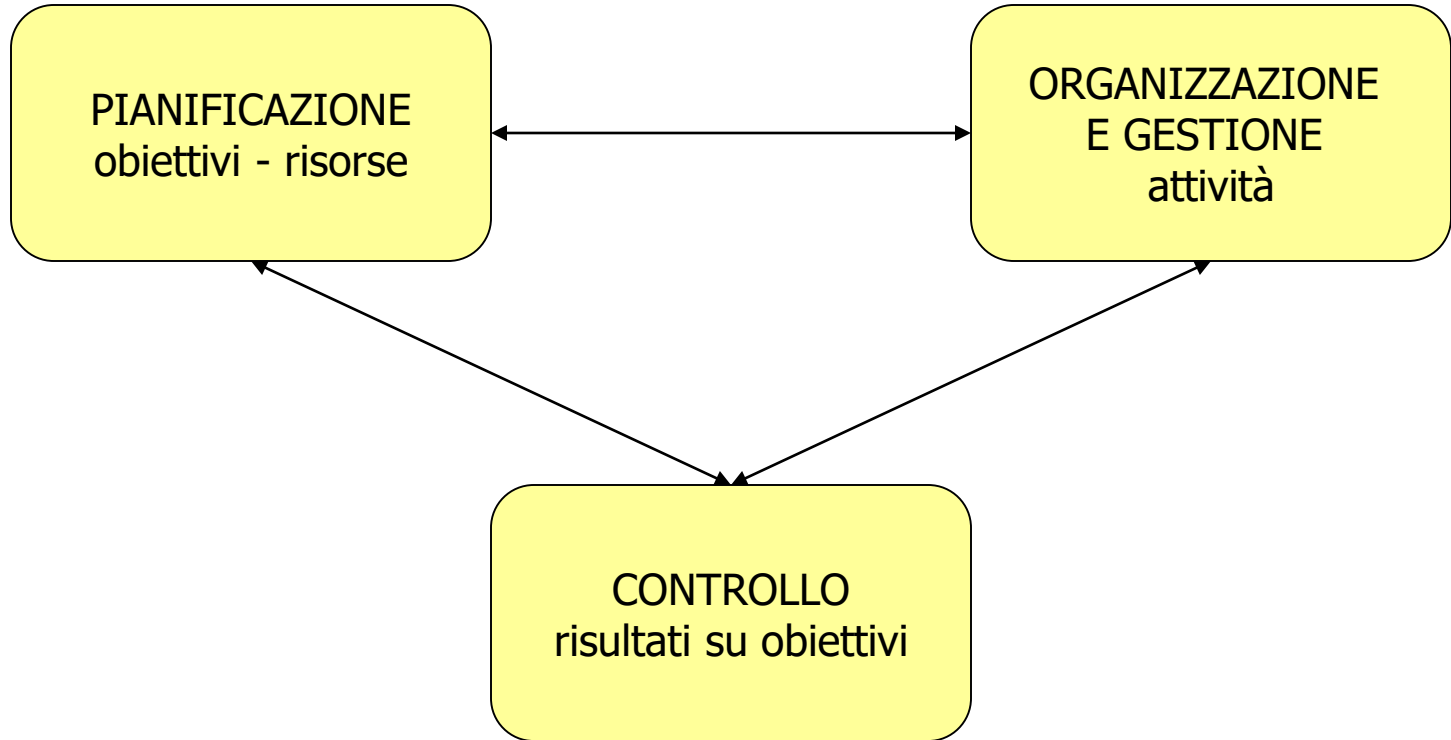 PIANIFICAZIONE
obiettivi - risorse
ORGANIZZAZIONE
E GESTIONE
attività
CONTROLLO
risultati su obiettivi